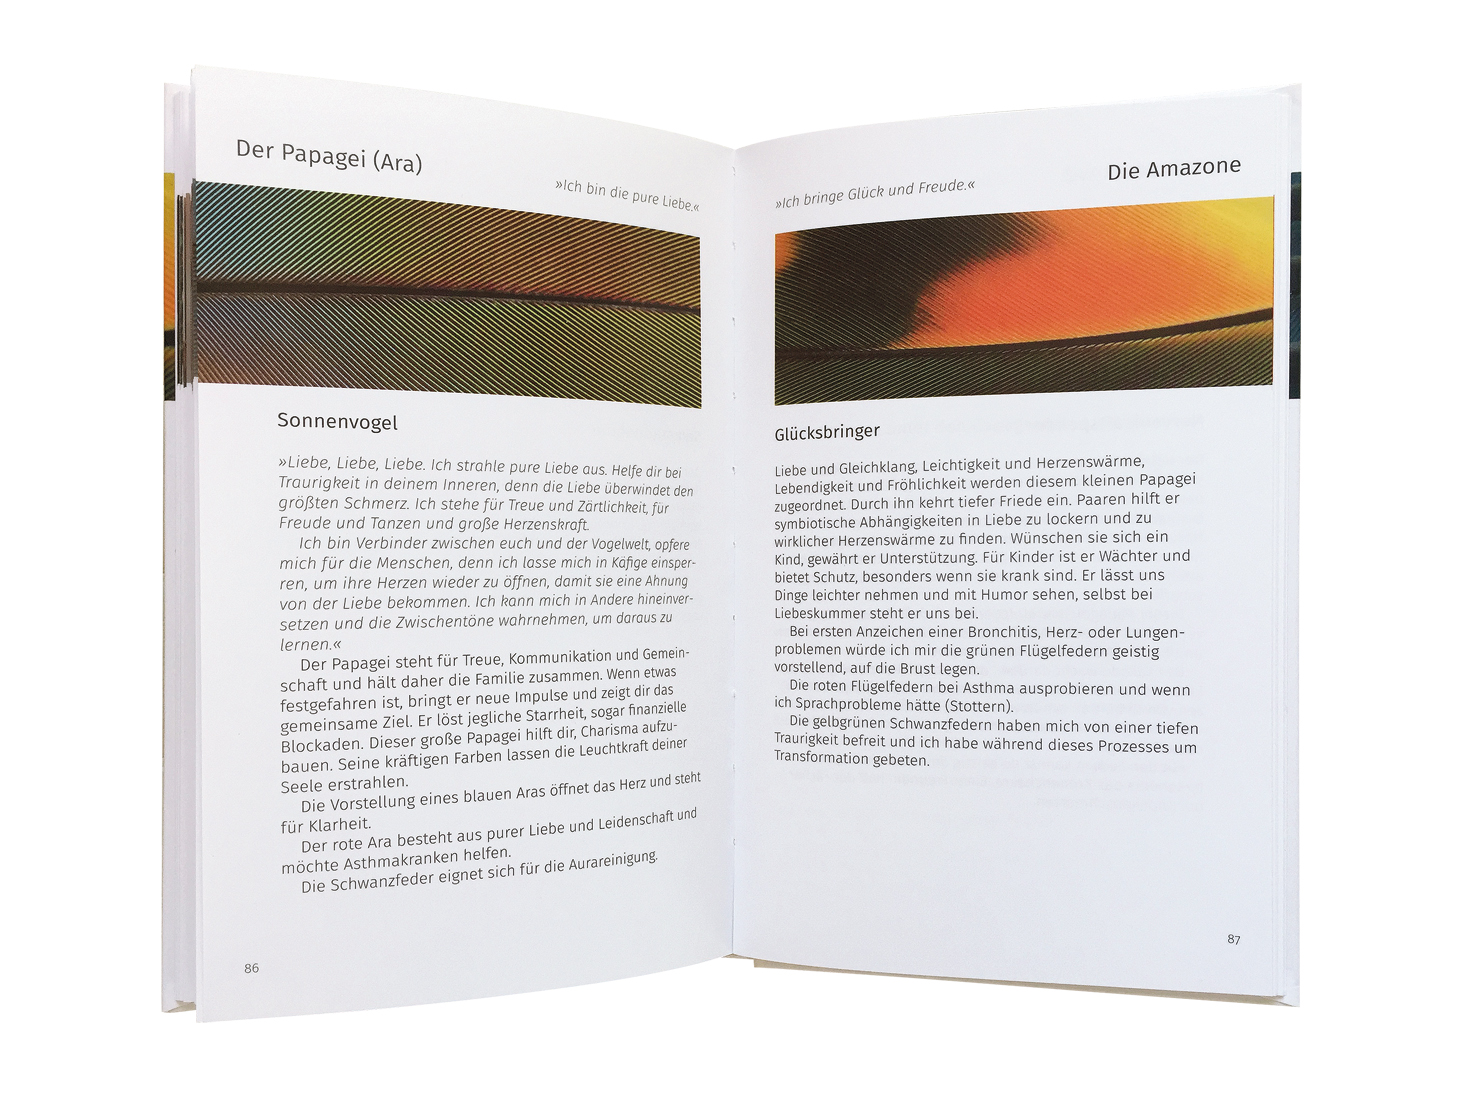 Der Papagei (Ara)
»Ich bin die pure Liebe.«
Sonnenvogel
»Liebe, Liebe, Liebe. Ich strahle pure Liebe aus. Helfe dir bei
Traurigkeit in deinem Inneren, denn die Liebe überwindet den
größten Schmerz. Ich stehe für Treue und Zärtlichkeit, für
Freude und Tanzen und große Herzenskraft.
Ich bin Verbinder zwischen euch und der Vogelwelt, opfere
mich für die Menschen, denn ich lasse mich in Käfige einsper-
ren, um ihre Herzen wieder zu öffnen, damit sie eine Ahnung
von der Liebe bekommen. Ich kann mich in Andere hineinver-
setzen und die Zwischentöne wahrnehmen, um daraus zu
lernen.«
Der Papagei steht für Treue, Kommunikation und Gemein-
schaft und hält daher die Familie zusammen. Wenn etwas
festgefahren ist, bringt er neue Impulse und zeigt dir das
gemeinsame Ziel. Er löst jegliche Starrheit, sogar finanzielle
Blockaden. Dieser große Papagei hilft dir, Charisma aufzu-
bauen. Seine kräftigen Farben lassen die Leuchtkraft deiner
Seele erstrahlen.
Die Vorstellung eines blauen Aras öffnet das Herz und steht
für Klarheit.
Der rote Ara besteht aus purer Liebe und Leidenschaft und
möchte Asthmakranken helfen.
Die Schwanzfeder eignet sich für die Aurareinigung.
86
Die Amazone
»Ich bringe Glück und Freude.«
Glücksbringer
Liebe und Gleichklang, Leichtigkeit und Herzenswärme,
Lebendigkeit und Fröhlichkeit werden diesem kleinen Papagei
zugeordnet. Durch ihn kehrt tiefer Friede ein. Paaren hilft er
symbiotische Abhängigkeiten in Liebe zu lockern und zu
wirklicher Herzenswärme zu finden. Wünschen sie sich ein
Kind, gewährt er Unterstützung. Für Kinder ist er Wächter und
bietet Schutz, besonders wenn sie krank sind. Er lässt uns
Dinge leichter nehmen und mit Humor sehen, selbst bei
Liebeskummer steht er uns bei.
Bei ersten Anzeichen einer Bronchitis, Herz- oder Lungen-
problemen würde ich mir die grünen Flügelfedern geistig
vorstellend, auf die Brust legen.
Die roten Flügelfedern bei Asthma ausprobieren und wenn
ich Sprachprobleme hätte (Stottern).
Die gelbgrünen Schwanzfedern haben mich von einer tiefen
Traurigkeit befreit und ich habe während dieses Prozesses um
Transformation gebeten.
87